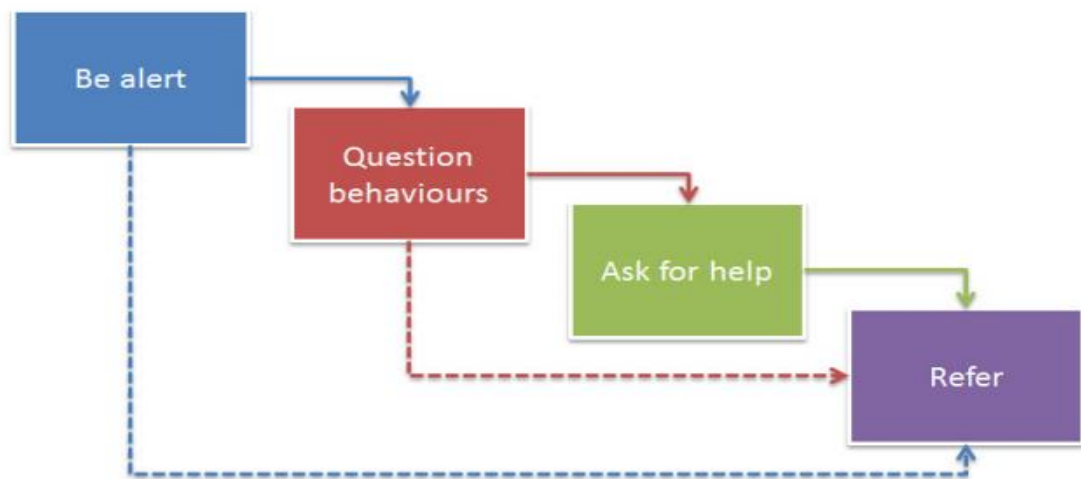 Be alert
Question
behaviours
Ask for help
Refer